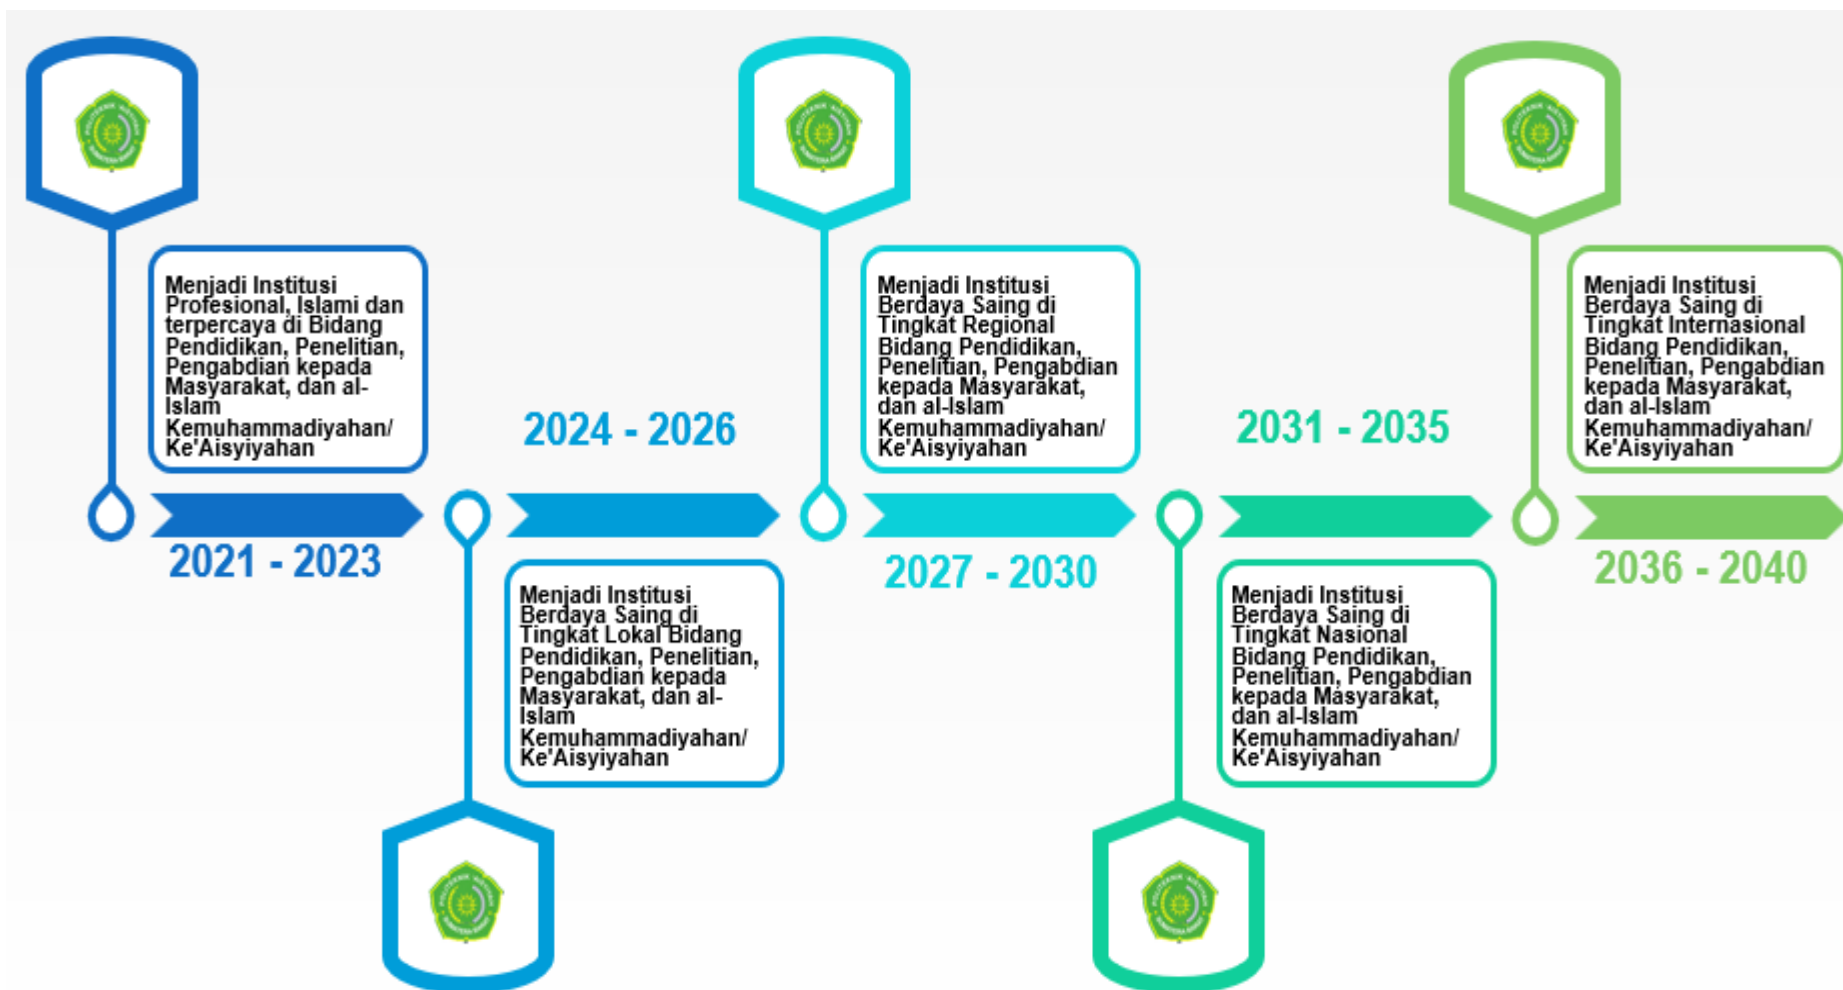 Menjadi Institusi
Profesional, Islami dan
terpercaya di Bidang
Pendidikan, Penelitian,
Pengabdian kepada
Masyarakat, dan al-
Islam
Kemuhammadiyahan/
Ke'Aisyiyahan
2021 - 2023
2024 - 2026
Menjadi Institusi
Berdaya Saing di
Tingkat Lokal Bidang
Pendidikan, Penelitian,
Pengabdian kepada
Masyarakat, dan al-
Islam
Kemuhammadiyahan/
Ke'Aisyiyahan
Menjadi Institusi
Berdaya Saing di
Tingkat Regional
Bidang Pendidikan,
Penelitian, Pengabdian
kepada Masyarakat,
dan al-Islam
Kemuhammadiyahan/
Ke'Aisyiyahan
2027 - 2030
2031 - 2035
Menjadi Institusi
Berdaya Saing di
Tingkat Nasional
Bidang Pendidikan,
Penelitian, Pengabdian
kepada Masyarakat,
dan al-Islam
Kemuhammadiyahan/
Ke'Aisyiyahan
Menjadi Institusi
Berdaya Saing di
Tingkat Internasional
Bidang Pendidikan,
Penelitian, Pengabdian
kepada Masyarakat,
dan al-Islam
Kemuhammadiyahan/
Ke'Aisyiyahan
2036 - 2040